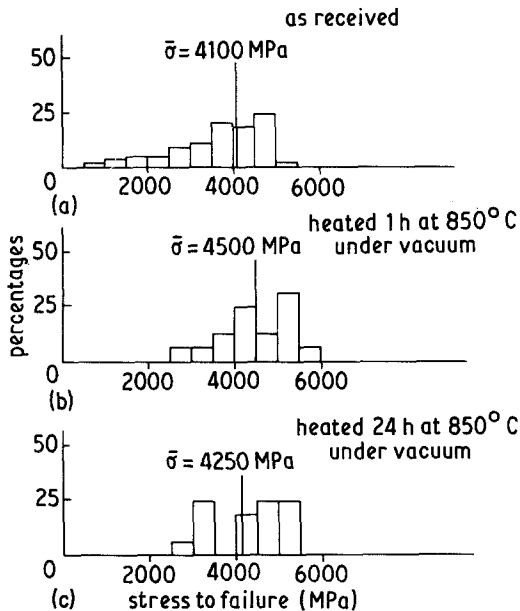 as received
σ̄ = 4100 MPa
50
25
0
2000 4000 6000
(a)
heated 1 h at 850° C
under vacuum
σ̄ = 4500 MPa
50
25
0
2000 4000 6000
(b)
percentages
heated 24 h at 850° C
under vacuum
σ̄ = 4250 MPa
50
25
2000 4000 6000
(c) stress to failure (MPa)